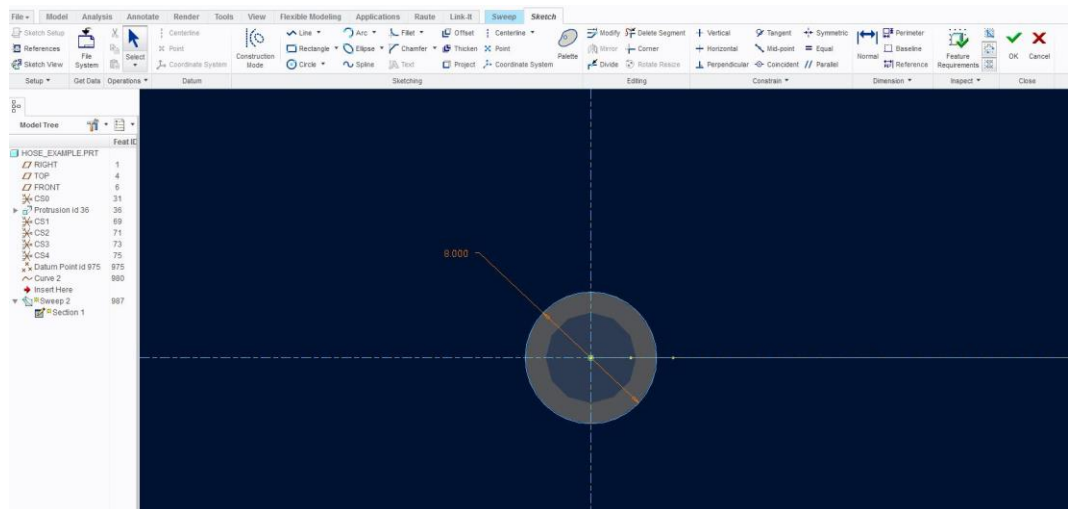 File Model Analysis Annotate Render Tools View Flexible Modeling Applications Raute Link-It Sweep Sketch
Sketch Setup Centerline Line Arc Fillet Offset Centerline Modify Delete Segment Vertical Tangent Symmetric Perimeter
References Point Rectangle Ellipse Chamfer Thicken Point Mirror Corner Horizontal Mid-point Equal Baseline
Sketch View File System Select Coordinate System Construction Mode Circle Spline Text Project Coordinate System Palette Divide Rotate Resize Perpendicular Coincident Parallel Normal Reference Feature Requirements OK Cancel
Setup Get Data Operations Datum Sketching Editing Constrain Dimension Inspect Close
Model Tree
Feat ID
HOSE_EXAMPLE.PRT
RIGHT 1
TOP 4
FRONT 6
CS0 31
Protrusion id 36 36
CS1 69
CS2 71
CS3 73
CS4 75
Datum Point id 975 975
Curve 2 980
Insert Here
Sweep 2 987
Section 1
8.000